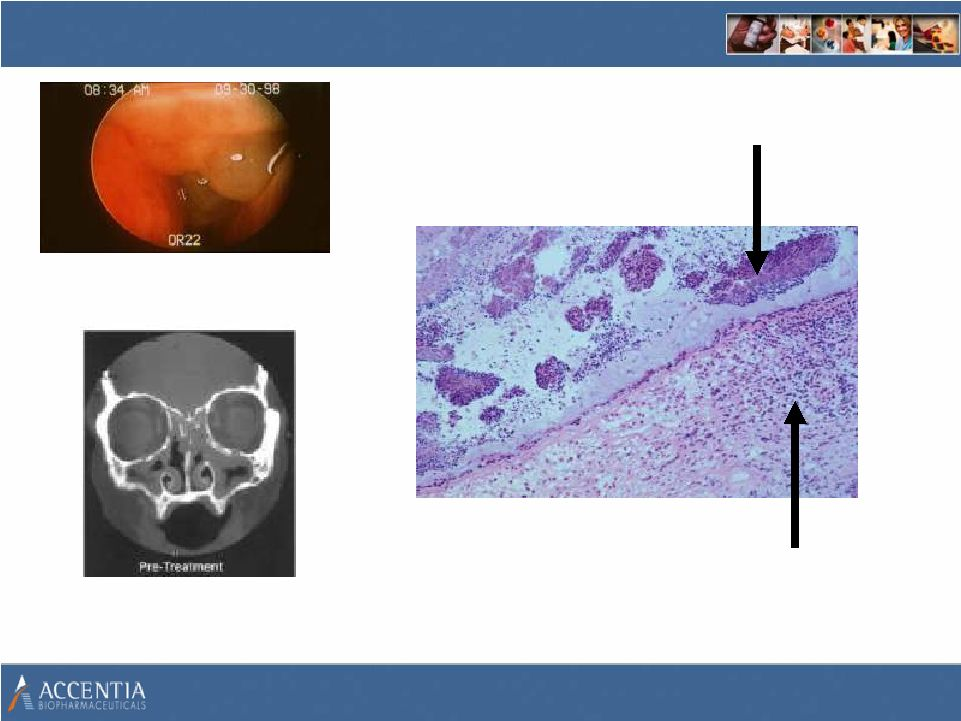 08:34 AM 09-30-98
OR22
Pre-Treatment
ACCENTIA
BIOPHARMACEUTICALS